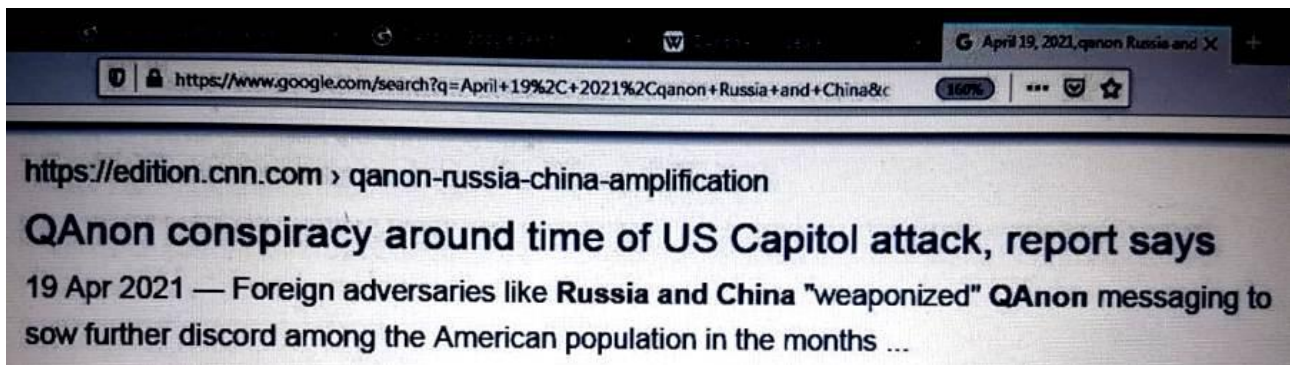 G April 19, 2021,qanon Russia and X
https://www.google.com/search?q=April+19%2C+2021%2Cqanon+Russia+and+China&c
160%
https://edition.cnn.com › qanon-russia-china-amplification
QAnon conspiracy around time of US Capitol attack, report says
19 Apr 2021 — Foreign adversaries like Russia and China "weaponized" QAnon messaging to
sow further discord among the American population in the months ...